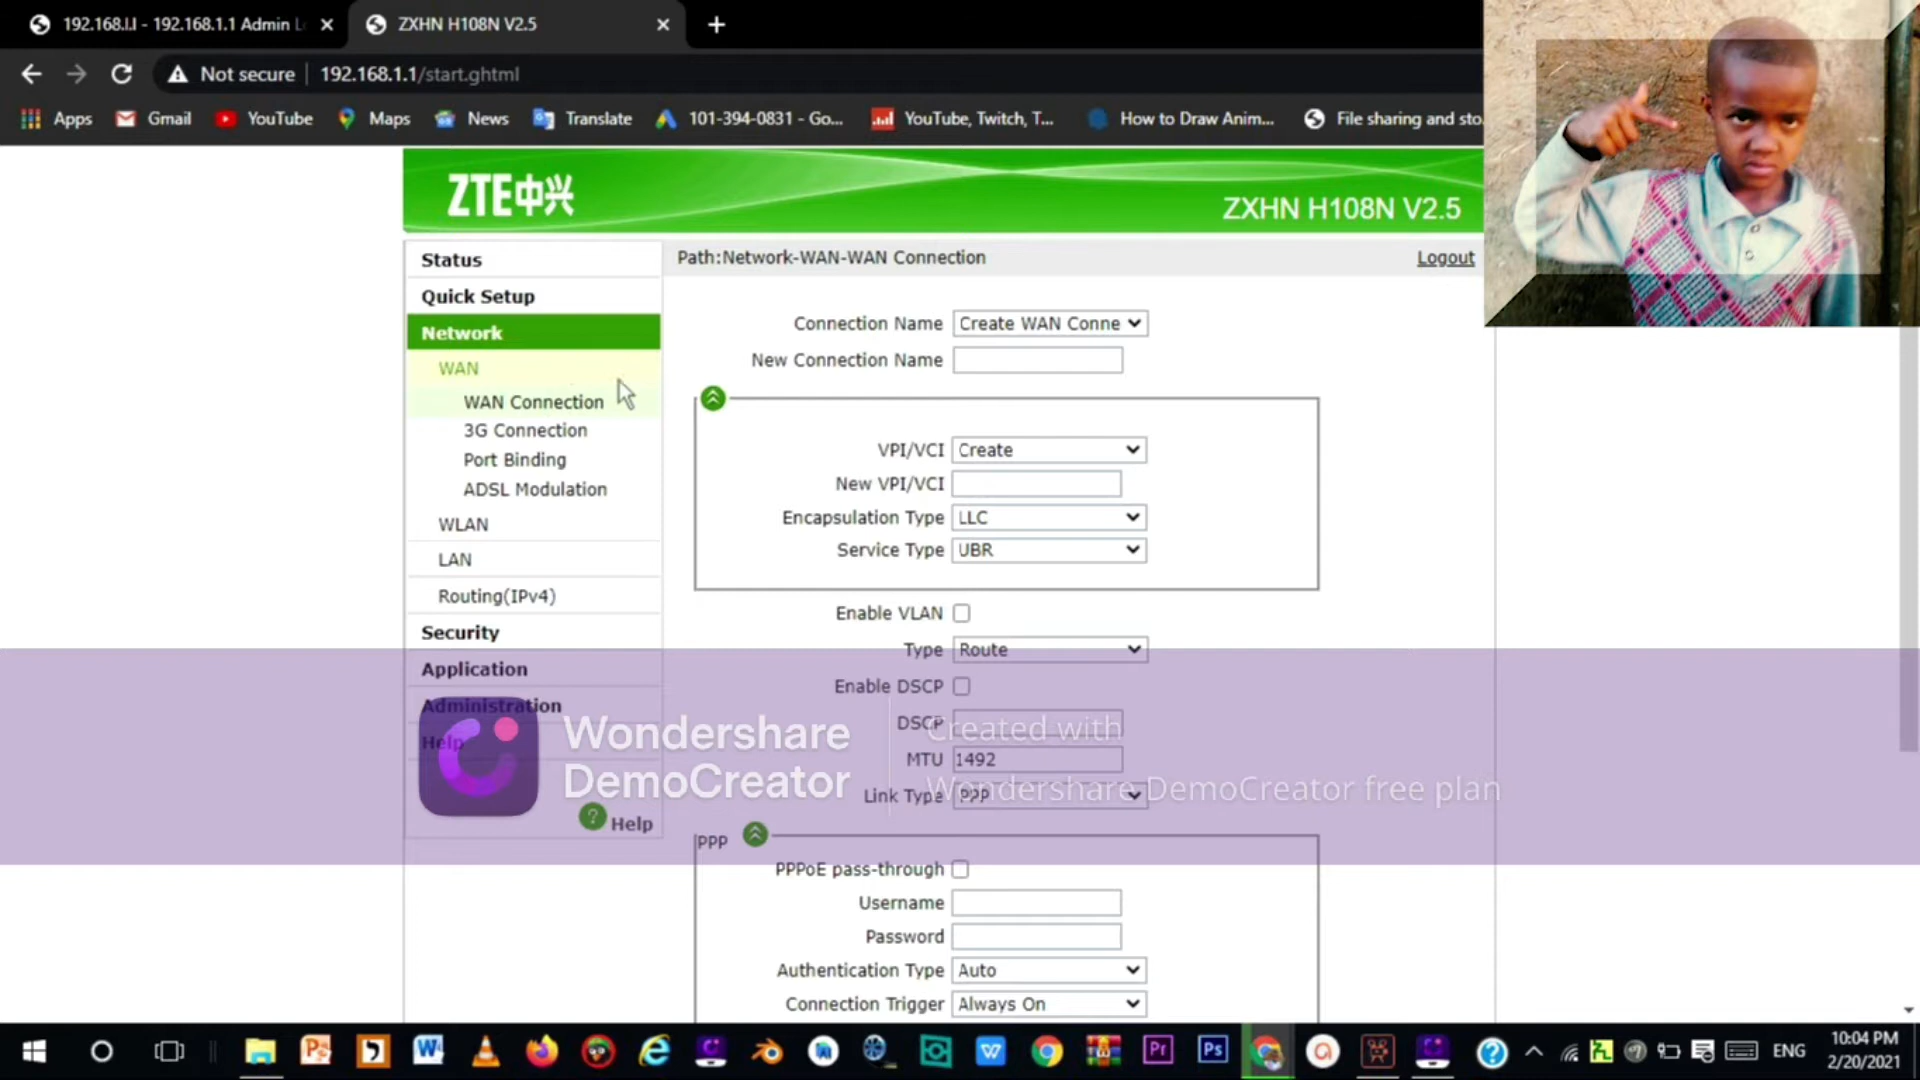 192.168.l.l - 192.168.1.1 Admin L
ZXHN H108N V2.5
Not secure
192.168.1.1/start.ghtml
Apps
Gmail
YouTube
Maps
News
Translate
101-394-0831 - Go...
YouTube, Twitch, T...
How to Draw Anim...
File sharing and sto
ZTE中兴
ZXHN H108N V2.5
Path:Network-WAN-WAN Connection
Logout
Status
Quick Setup
Network
WAN
WAN Connection
3G Connection
Port Binding
ADSL Modulation
WLAN
LAN
Routing(IPv4)
Security
Application
Administration
Help
Help
Connection Name Create WAN Conne
New Connection Name
VPI/VCI Create
New VPI/VCI
Encapsulation Type LLC
Service Type UBR
Enable VLAN
Type Route
Enable DSCP
DSCP
MTU 1492
Link Type PPP
PPP
PPPoE pass-through
Username
Password
Authentication Type Auto
Connection Trigger Always On
Wondershare
DemoCreator
Created with
Wondershare DemoCreator free plan
ENG
10:04 PM
2/20/2021